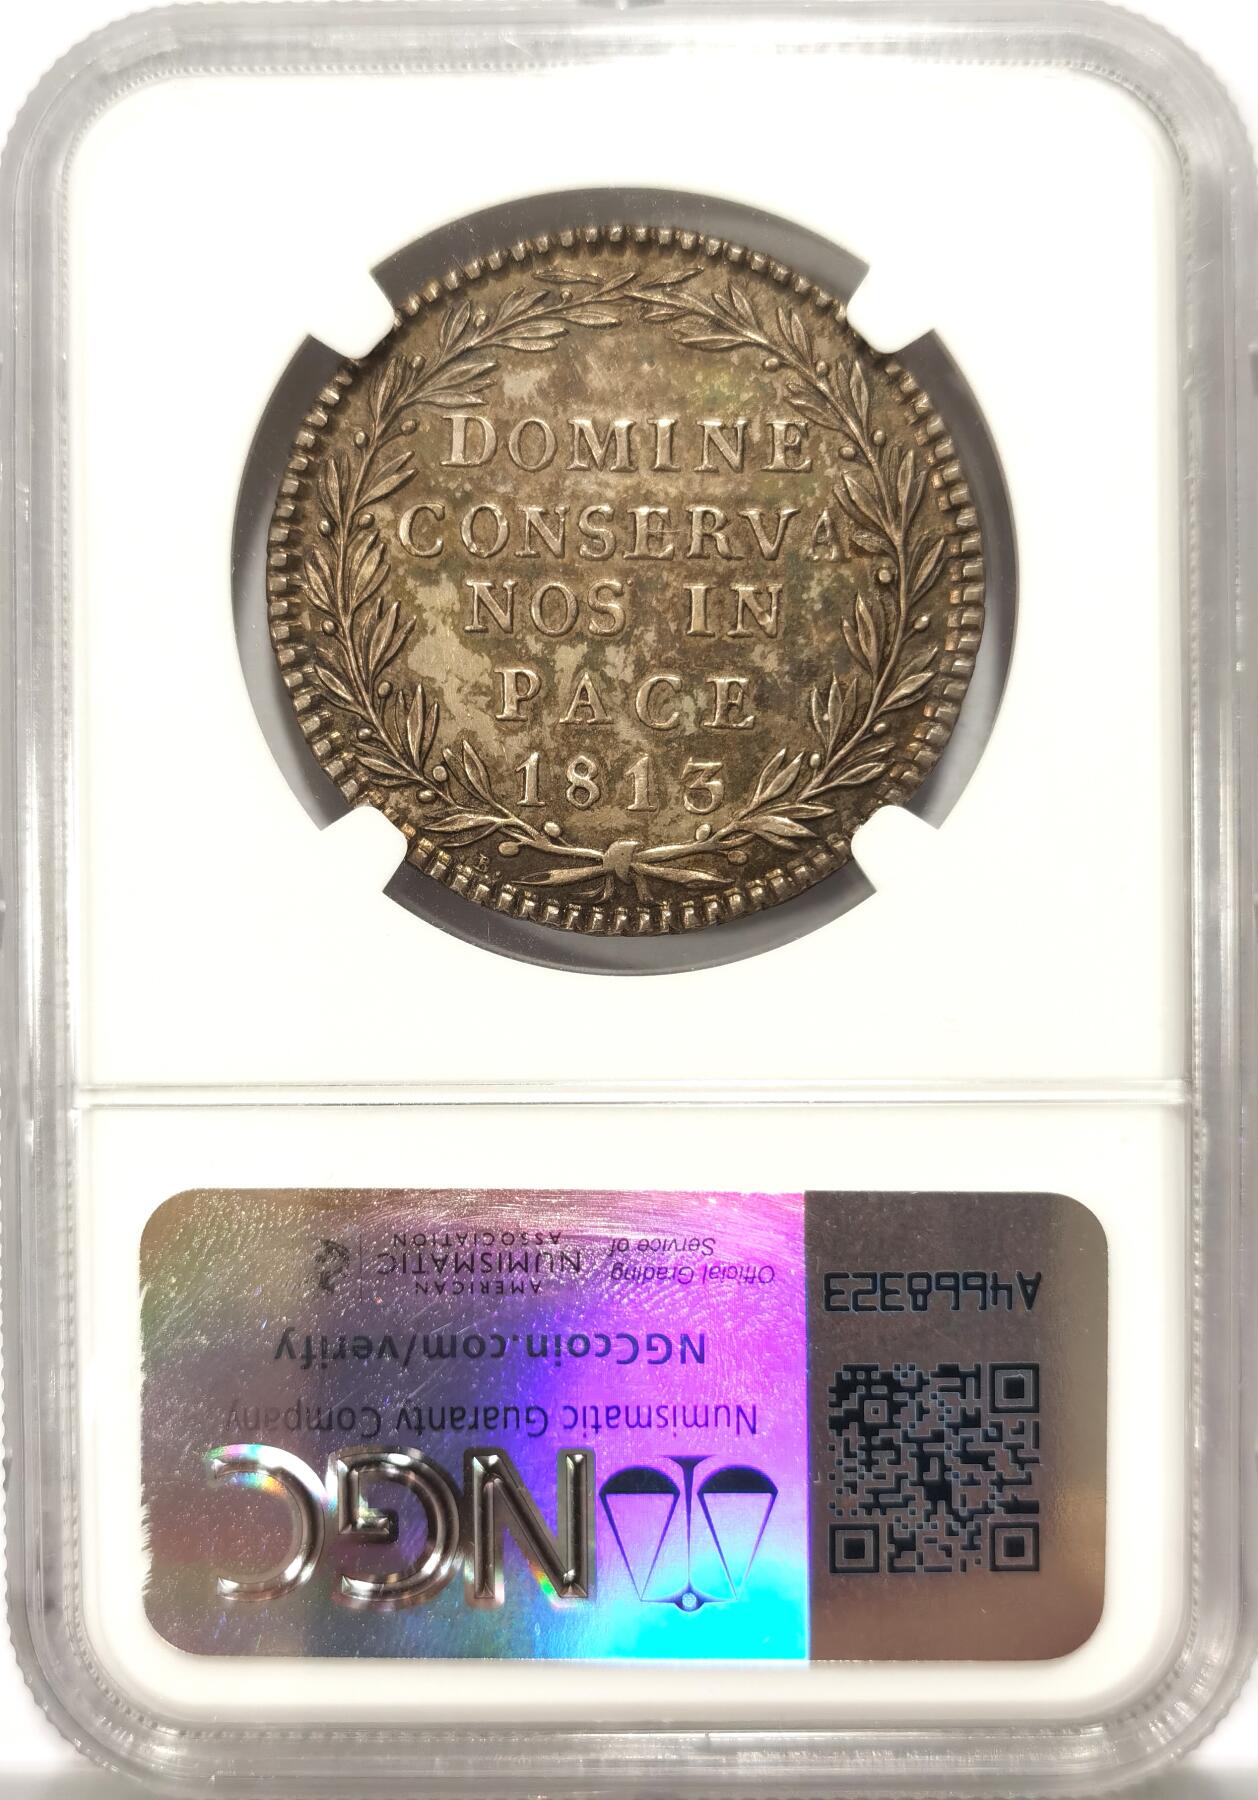 DOMINE
CONSERVA
NOS IN
PACE
1813
B.
NGC
Numismatic Guaranty Company
NGCcoin.com/verify
Official Grading
Service of
AMERICAN
NUMISMATIC
ASSOCIATION
A4668323